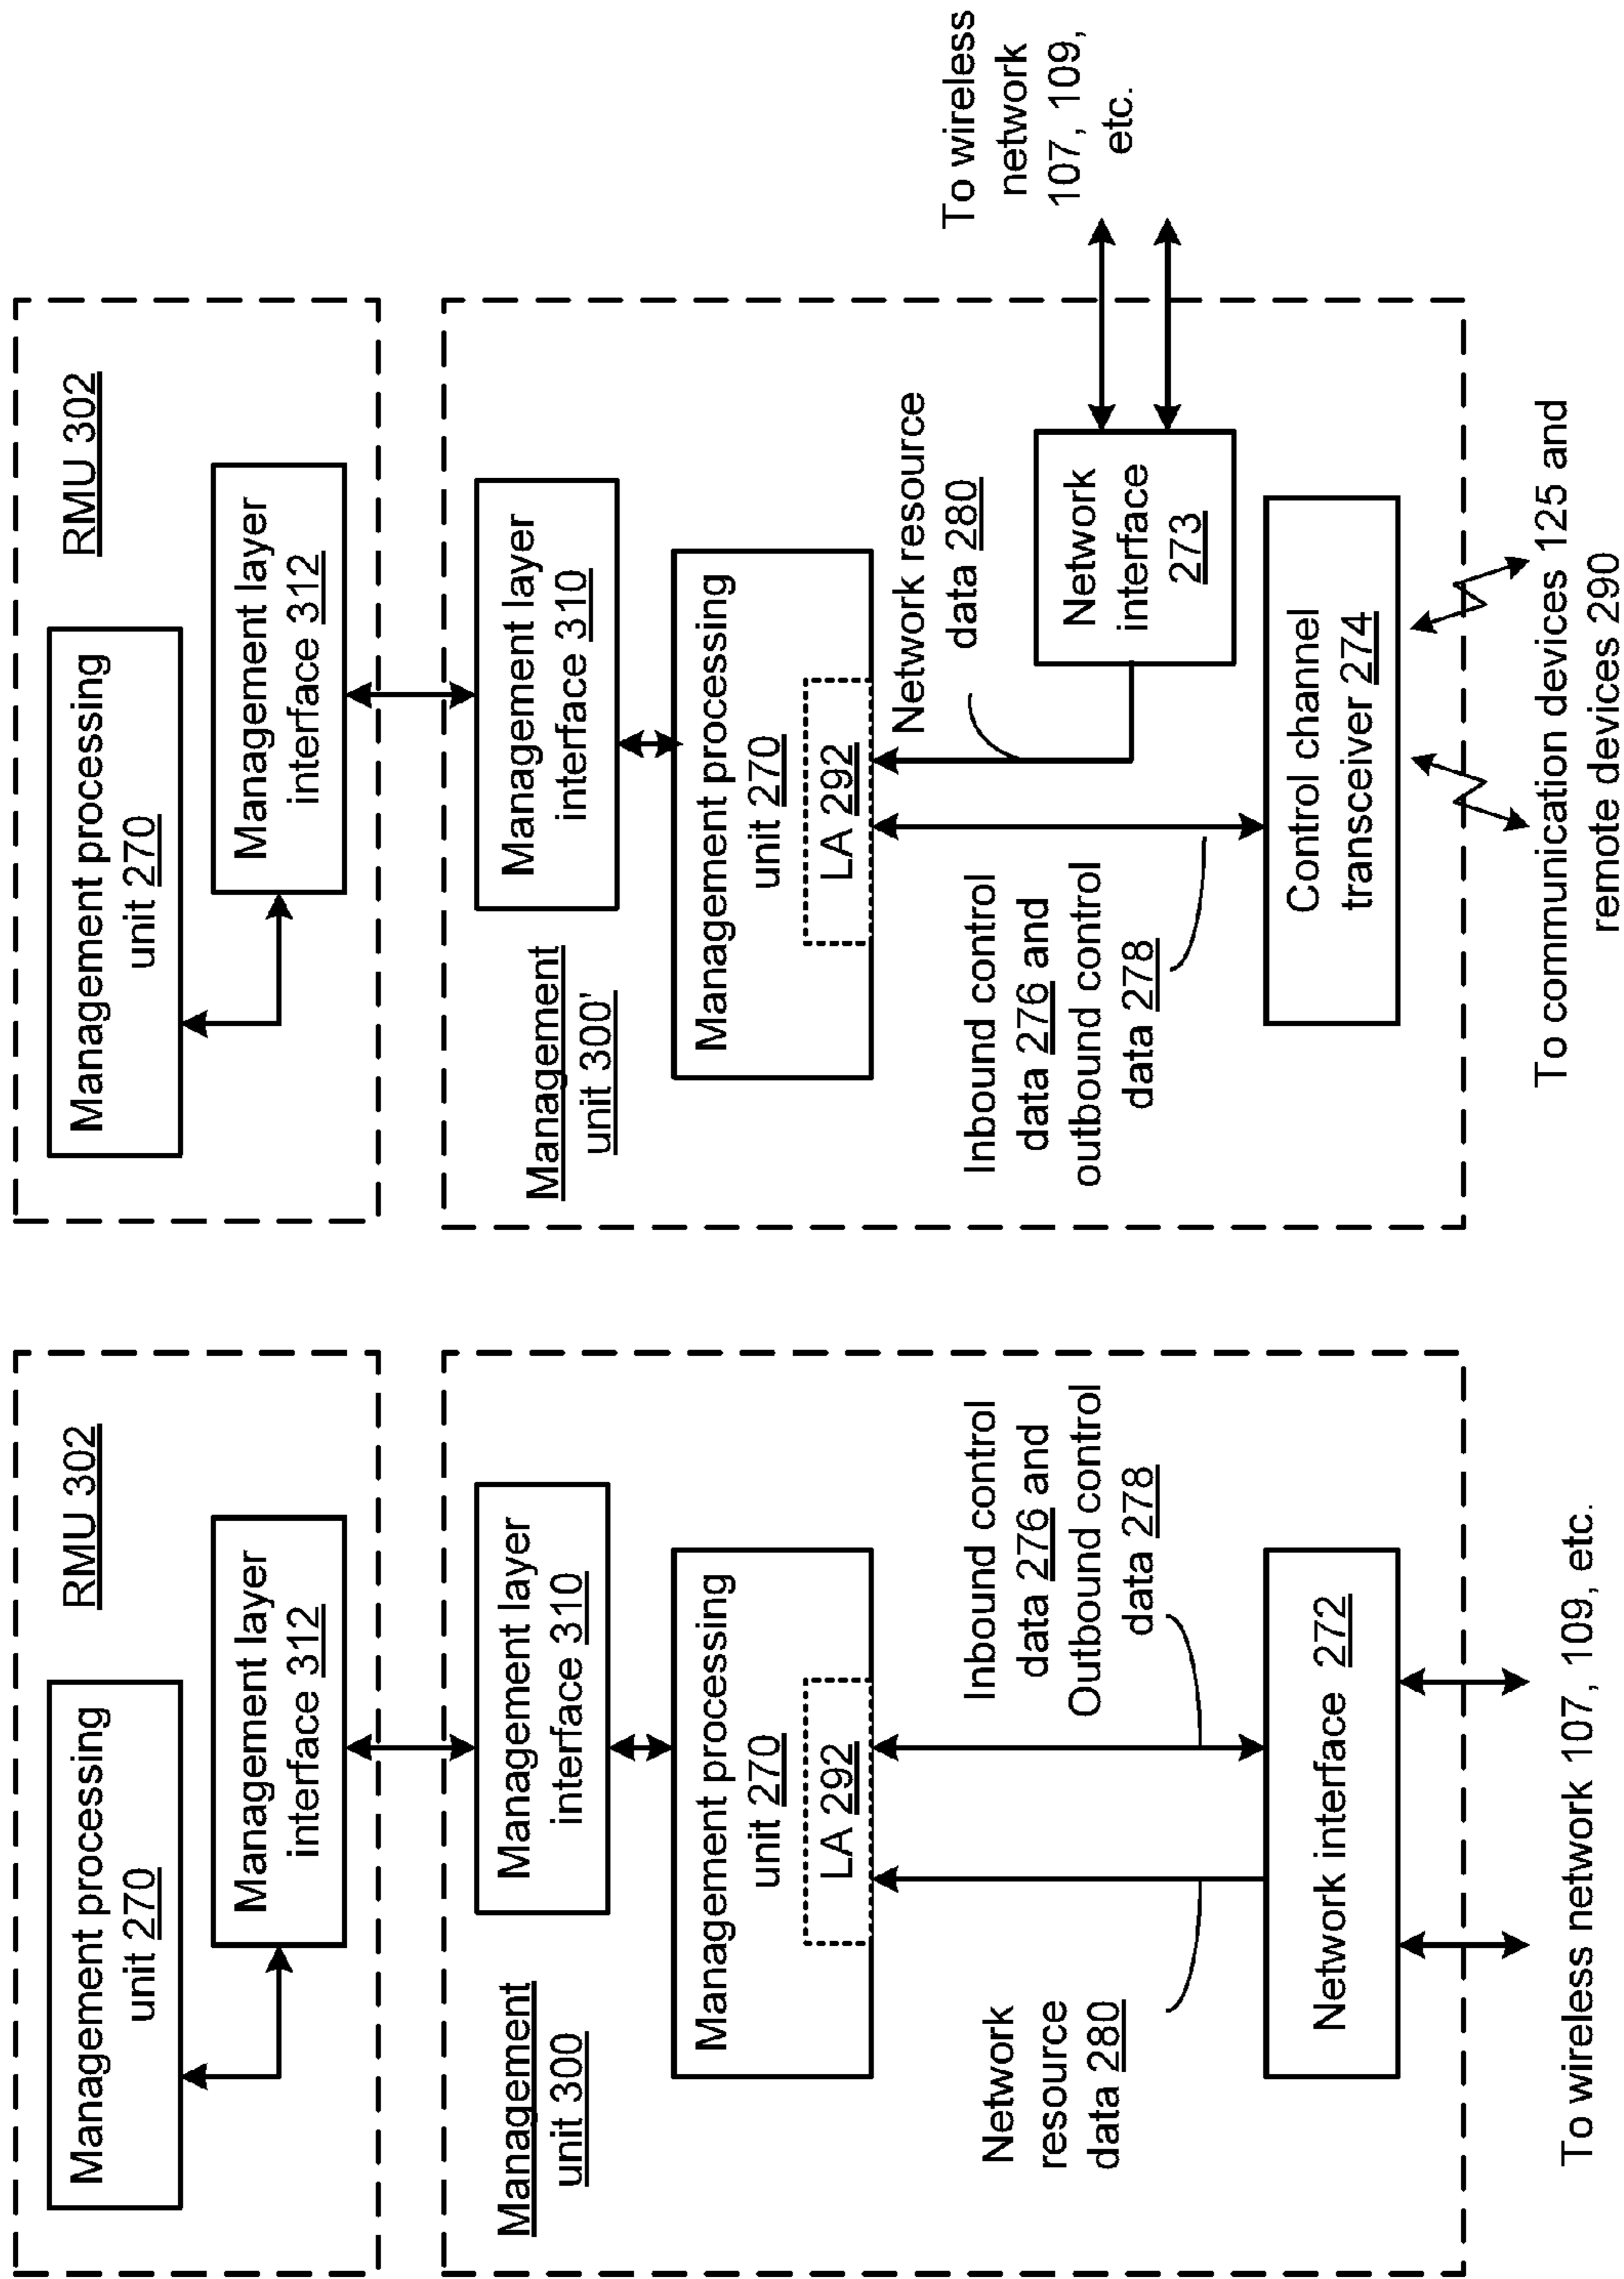 RMU 302
Management processing
unit 270
Management layer
interface 312
Management
unit 300
Management layer
interface 310
Management processing
unit 270
LA 292
Network
resource
data 280
Inbound control
data 276 and
Outbound control
data 278
Network interface 272
To wireless network 107, 109, etc.
RMU 302
Management processing
unit 270
Management layer
interface 312
Management
unit 300'
Management layer
interface 310
Management processing
unit 270
LA 292
Network resource
data 280
Inbound control
data 276 and
outbound control
data 278
Network
interface
273
To wireless
network
107, 109,
etc.
Control channel
transceiver 274
To communication devices 125 and
remote devices 290